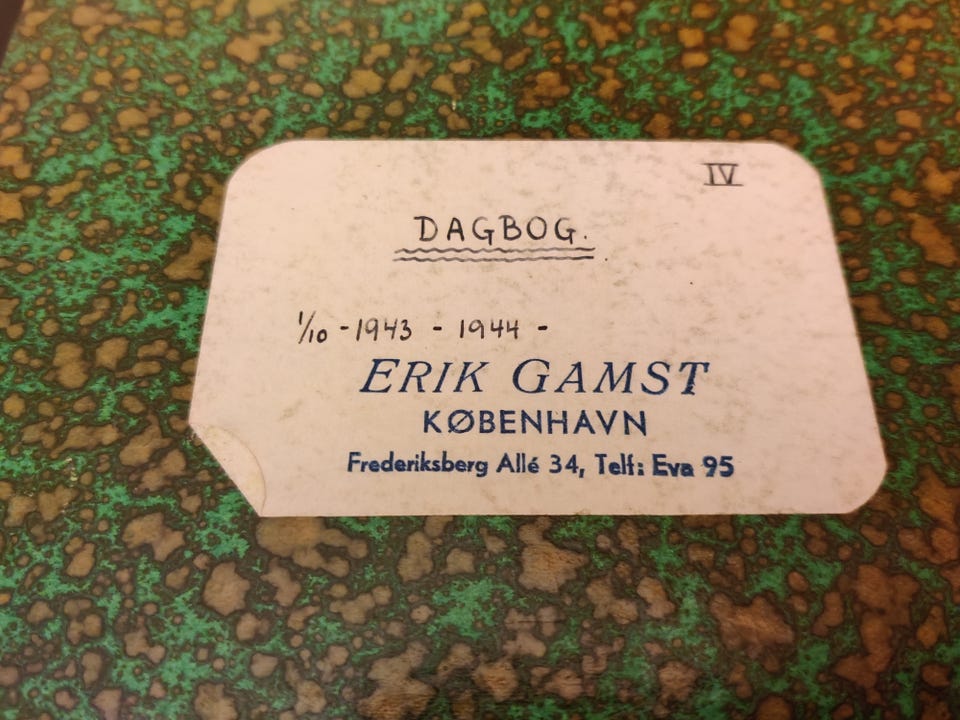 IV
DAGBOG.
1/10 - 1943 - 1944 -
ERIK GAMST
KØBENHAVN
Frederiksberg Allé 34, Telf: Eva 95